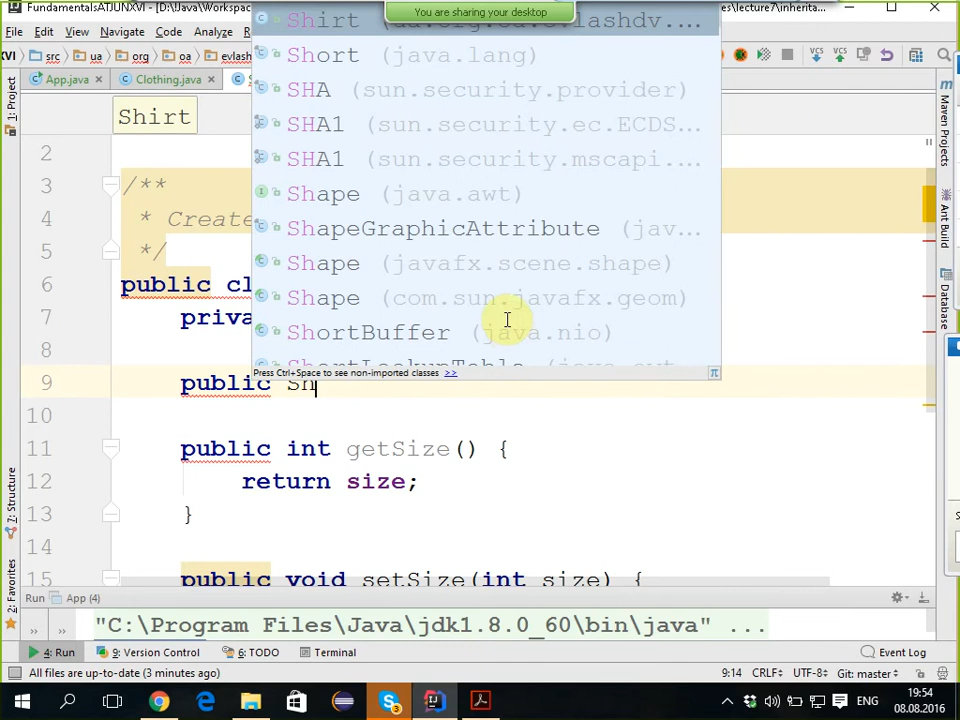 FundamentalsATJUNXVI - [D:\Java\Workspac
You are sharing your desktop
es\lecture7\inherita
File Edit View Navigate Code Analyze
XVI src ua org oa evlash
App.java Clothing.java
Shirt
1: Project
7: Structure
2: Favorites
Maven Projects
Ant Build
Database
2
3 /**
4 * Create
5 */
6 public cl
7 priva
8
9 public Sh
10
11 public int getSize() {
12 return size;
13 }
14
15 public void setSize(int size) {
Shirt
Short (java.lang)
SHA (sun.security.provider)
SHA1 (sun.security.ec.ECDS...
SHA1 (sun.security.mscapi....
Shape (java.awt)
ShapeGraphicAttribute (jav...
Shape (javafx.scene.shape)
Shape (com.sun.javafx.geom)
ShortBuffer (java.nio)
ShortLookupTable (java.awt
Press Ctrl+Space to see non-imported classes >> π
Run App (4)
"C:\Program Files\Java\jdk1.8.0_60\bin\java" ...
4: Run 9: Version Control 6: TODO Terminal Event Log
All files are up-to-date (3 minutes ago) 9:14 CRLF÷ UTF-8÷ Git: master÷
ENG 19:54
08.08.2016